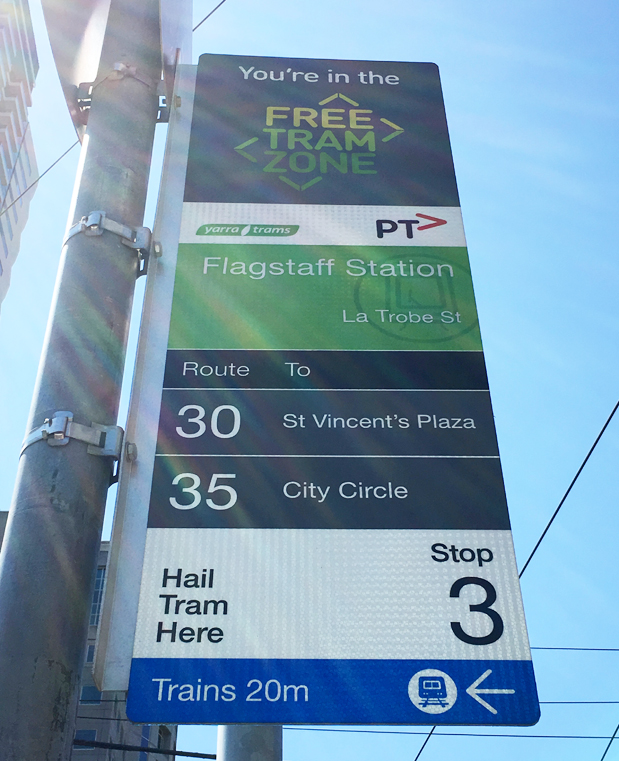 You're in the
FREE
TRAM
ZONE
yarra trams
PT>
Flagstaff Station
La Trobe St
Route To
30 St Vincent's Plaza
35 City Circle
Stop
3
Hail
Tram
Here
Trains 20m